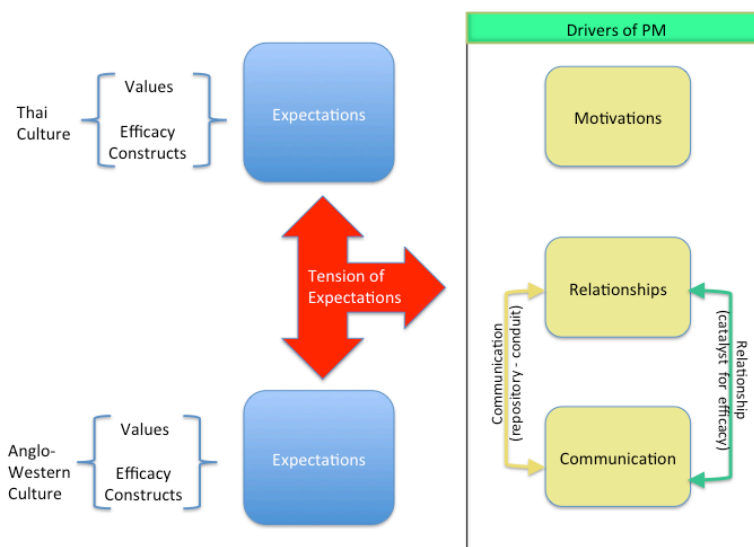 Drivers of PM
Thai
Culture
Values
Efficacy
Constructs
Expectations
Motivations
Tension of
Expectations
Relationships
Communication
(repository - conduit)
Relationship
(catalyst for efficacy)
Anglo-
Western
Culture
Values
Efficacy
Constructs
Expectations
Communication